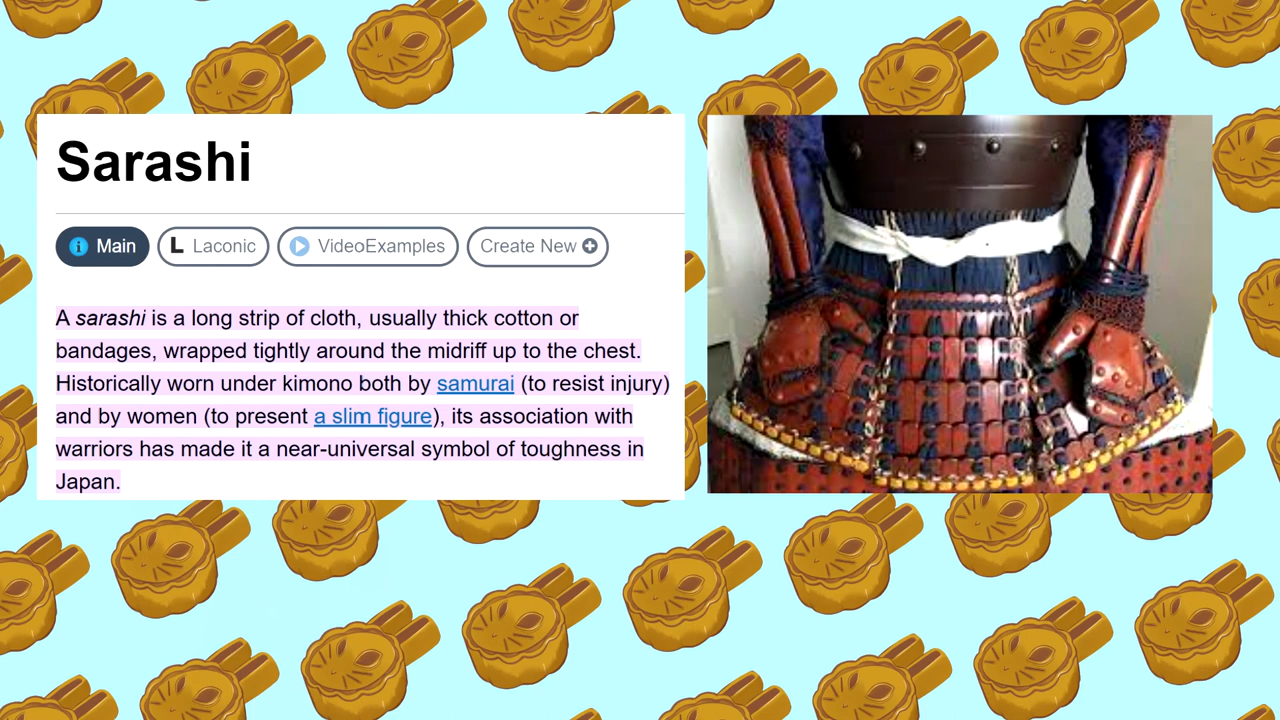 Sarashi
Main
Laconic
VideoExamples
Create New
A sarashi is a long strip of cloth, usually thick cotton or
bandages, wrapped tightly around the midriff up to the chest.
Historically worn under kimono both by samurai (to resist injury)
and by women (to present a slim figure), its association with
warriors has made it a near-universal symbol of toughness in
Japan.